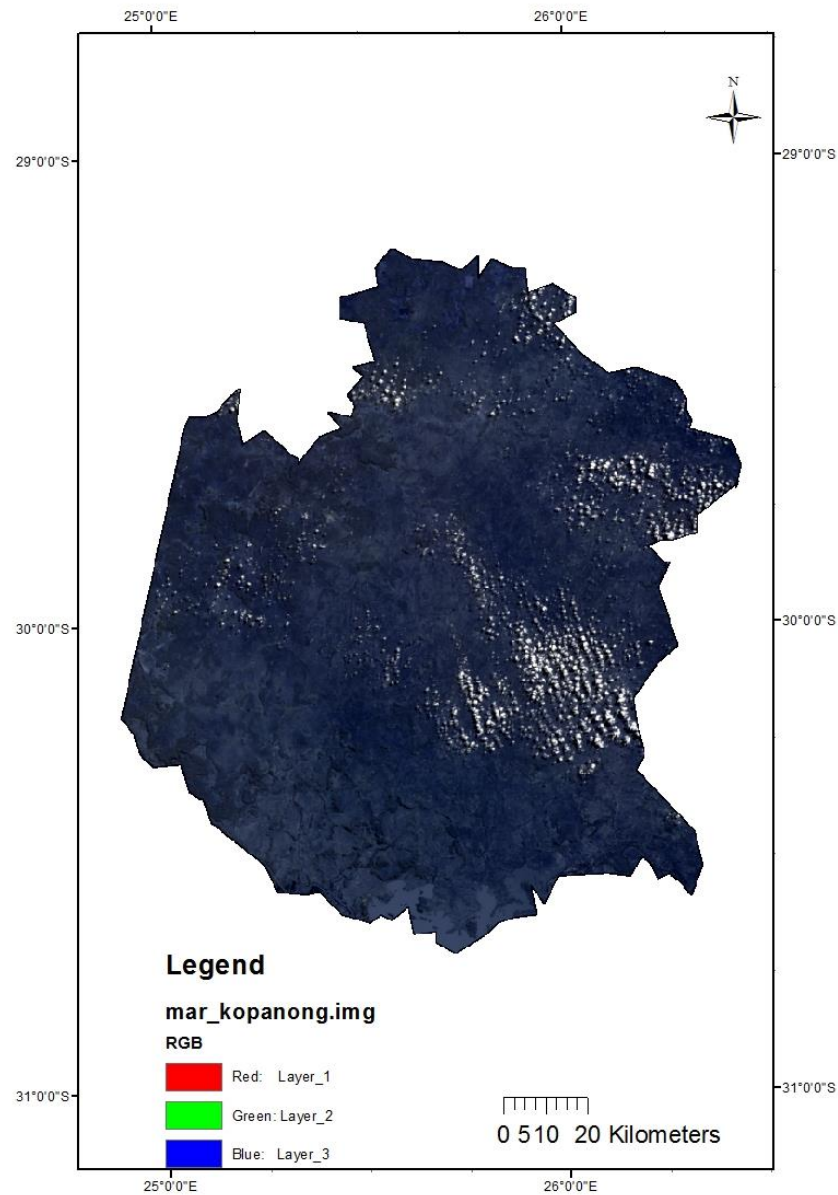 25°0'0"E 26°0'0"E
N
29°0'0"S 29°0'0"S
30°0'0"S 30°0'0"S
Legend
mar_kopanong.img
RGB
Red: Layer_1
Green: Layer_2
Blue: Layer_3
31°0'0"S 31°0'0"S
0 510 20 Kilometers
25°0'0"E 26°0'0"E